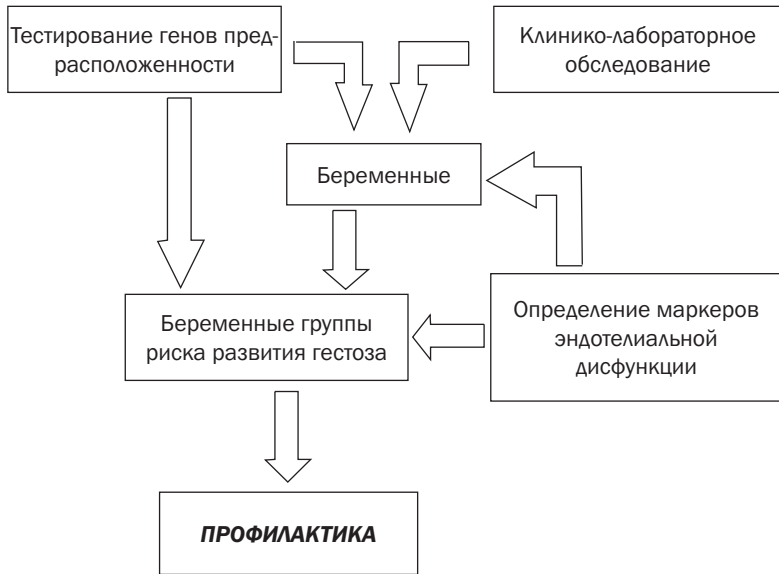 Тестирование генов пред-
расположенности
Клинико-лабораторное
обследование
Беременные
Беременные группы
риска развития гестоза
Определение маркеров
эндотелиальной
дисфункции
ПРОФИЛАКТИКА